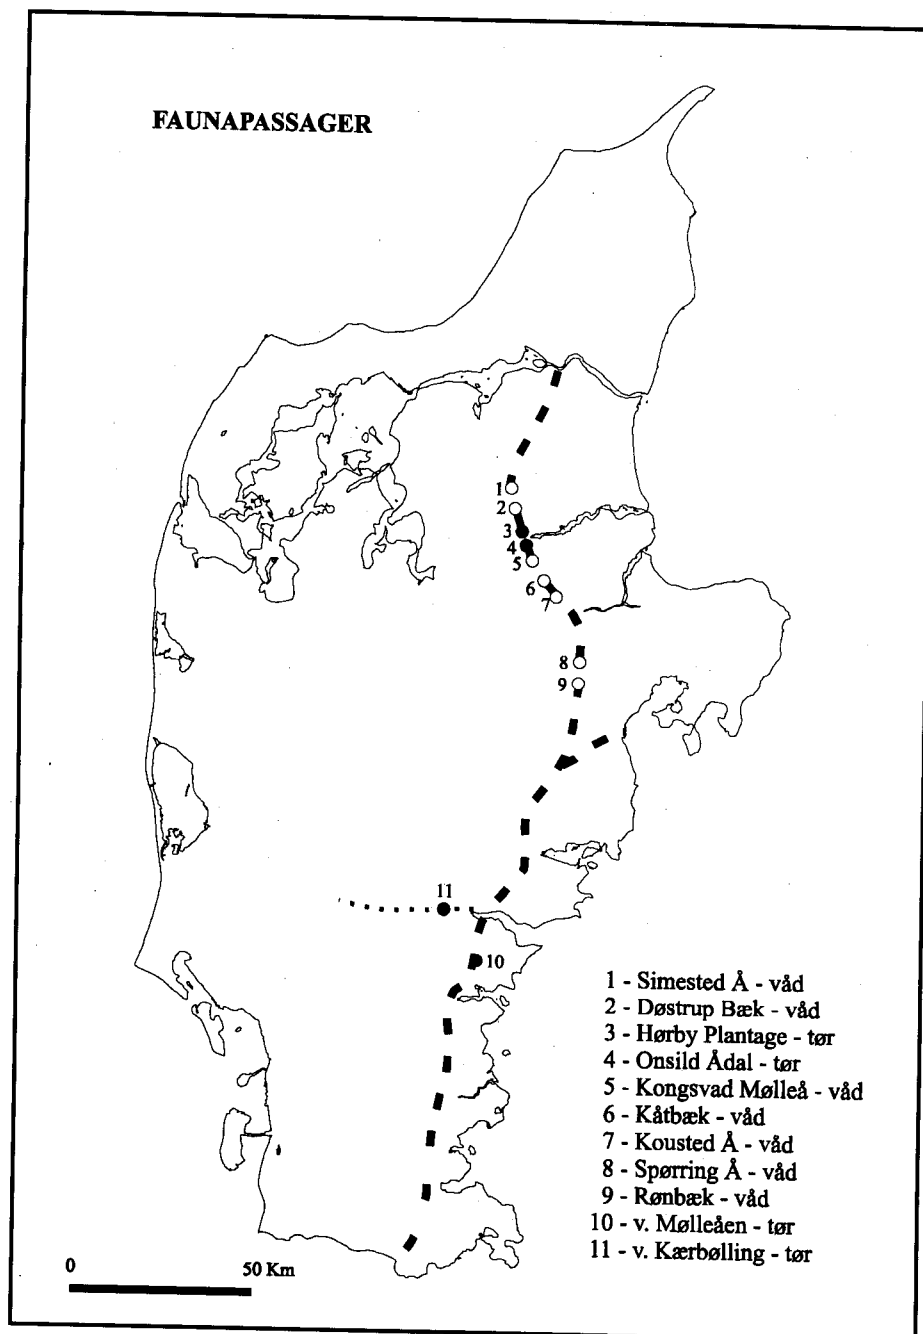 FAUNAPASSAGER
1
2
3
4
5
6
7
8
9
11
10
1 - Simested Å - våd
2 - Døstrup Bæk - våd
3 - Hørby Plantage - tør
4 - Onsild Ådal - tør
5 - Kongsvad Mølleå - våd
6 - Kåtbæk - våd
7 - Kousted Å - våd
8 - Spørring Å - våd
9 - Rønbæk - våd
10 - v. Mølleåen - tør
11 - v. Kærbølling - tør
0 50 Km